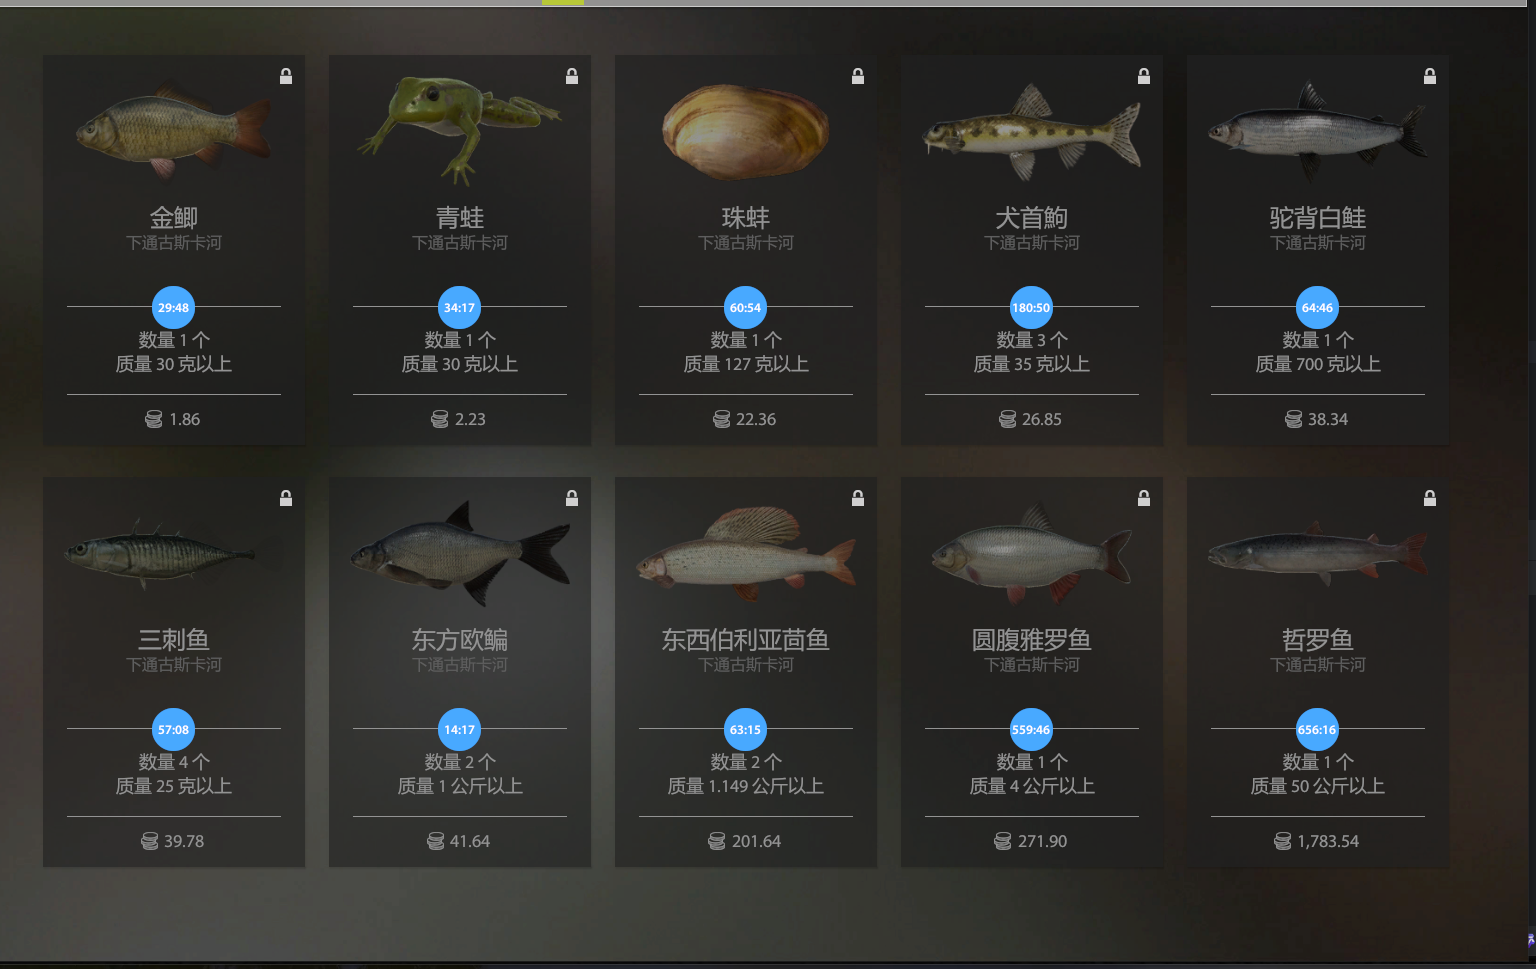 金鲫
下通古斯卡河
29:48
数量 1 个
质量 30 克以上
1.86
青蛙
下通古斯卡河
34:17
数量 1 个
质量 30 克以上
2.23
珠蚌
下通古斯卡河
60:54
数量 1 个
质量 127 克以上
22.36
犬首鮈
下通古斯卡河
180:50
数量 3 个
质量 35 克以上
26.85
驼背白鲑
下通古斯卡河
64:46
数量 1 个
质量 700 克以上
38.34
三刺鱼
下通古斯卡河
57:08
数量 4 个
质量 25 克以上
39.78
东方欧鳊
下通古斯卡河
14:17
数量 2 个
质量 1 公斤以上
41.64
东西伯利亚茴鱼
下通古斯卡河
63:15
数量 2 个
质量 1.149 公斤以上
201.64
圆腹雅罗鱼
下通古斯卡河
559:46
数量 1 个
质量 4 公斤以上
271.90
哲罗鱼
下通古斯卡河
656:16
数量 1 个
质量 50 公斤以上
1,783.54